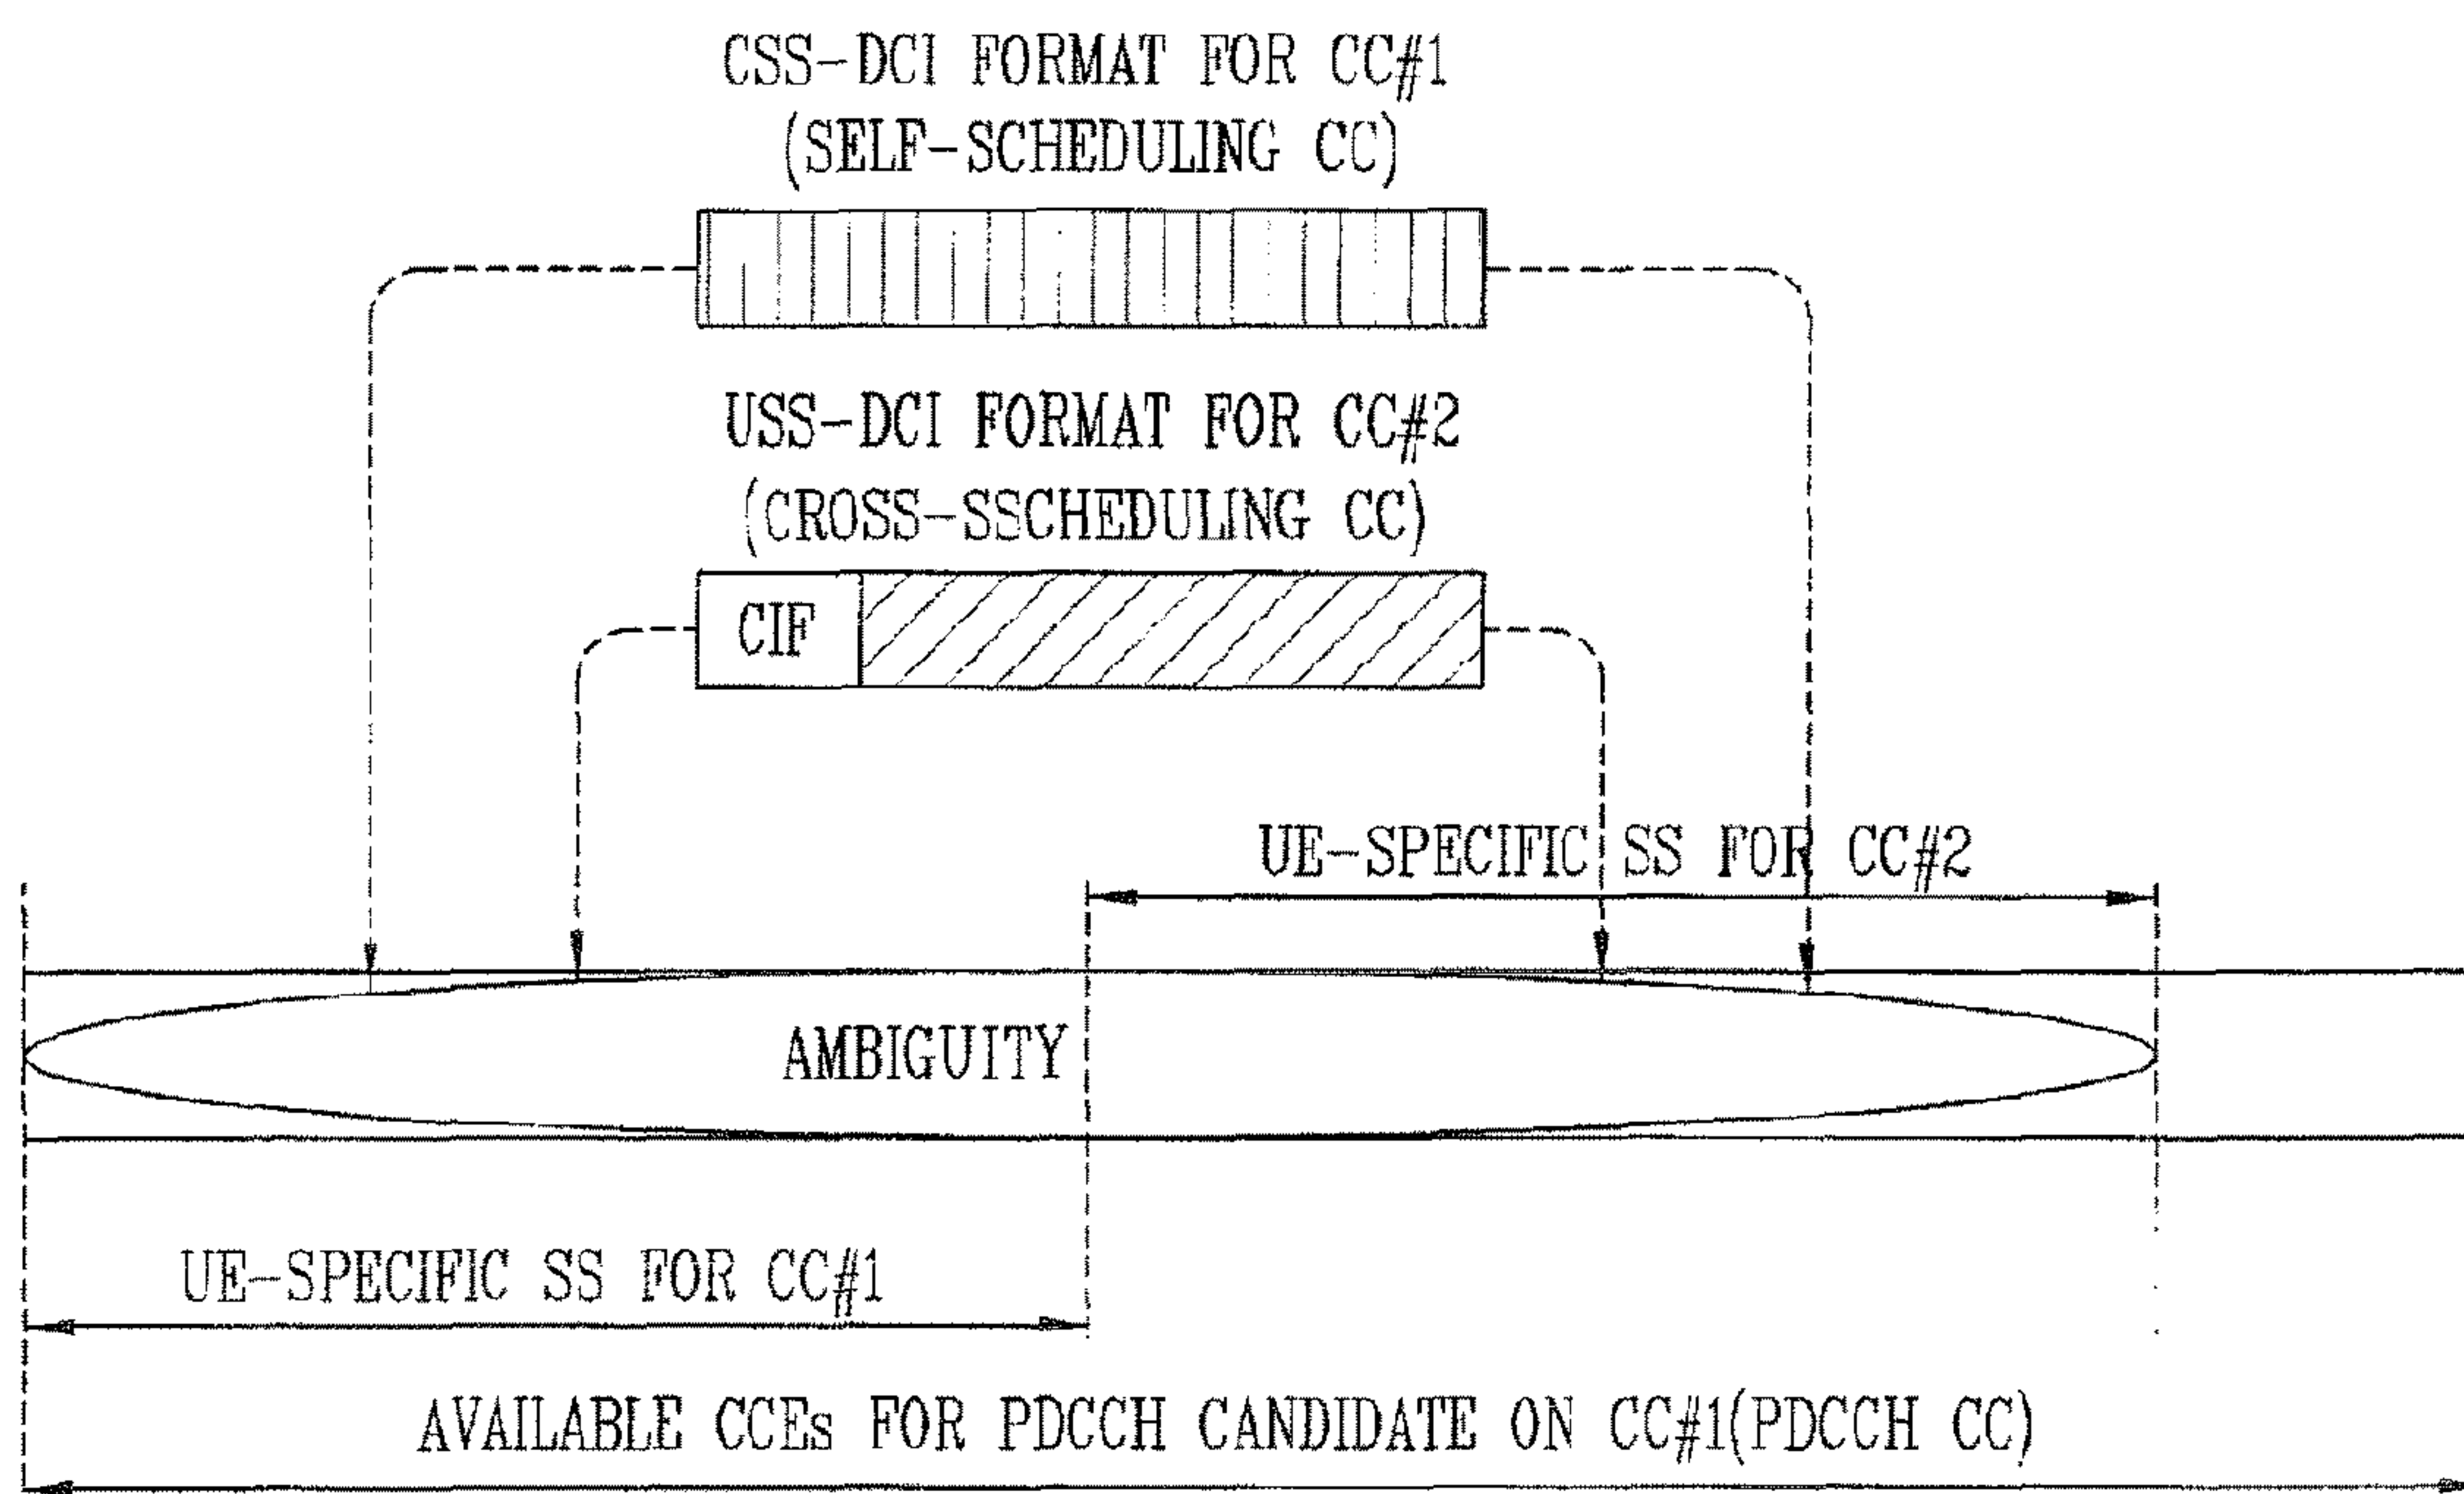 CSS-DCI FORMAT FOR CC#1
(SELF-SCHEDULING CC)
USS-DCI FORMAT FOR CC#2
(CROSS-SSCHEDULING CC)
CIF
UE-SPECIFIC SS FOR CC#2
AMBIGUITY
UE-SPECIFIC SS FOR CC#1
AVAILABLE CCEs FOR PDCCH CANDIDATE ON CC#1(PDCCH CC)